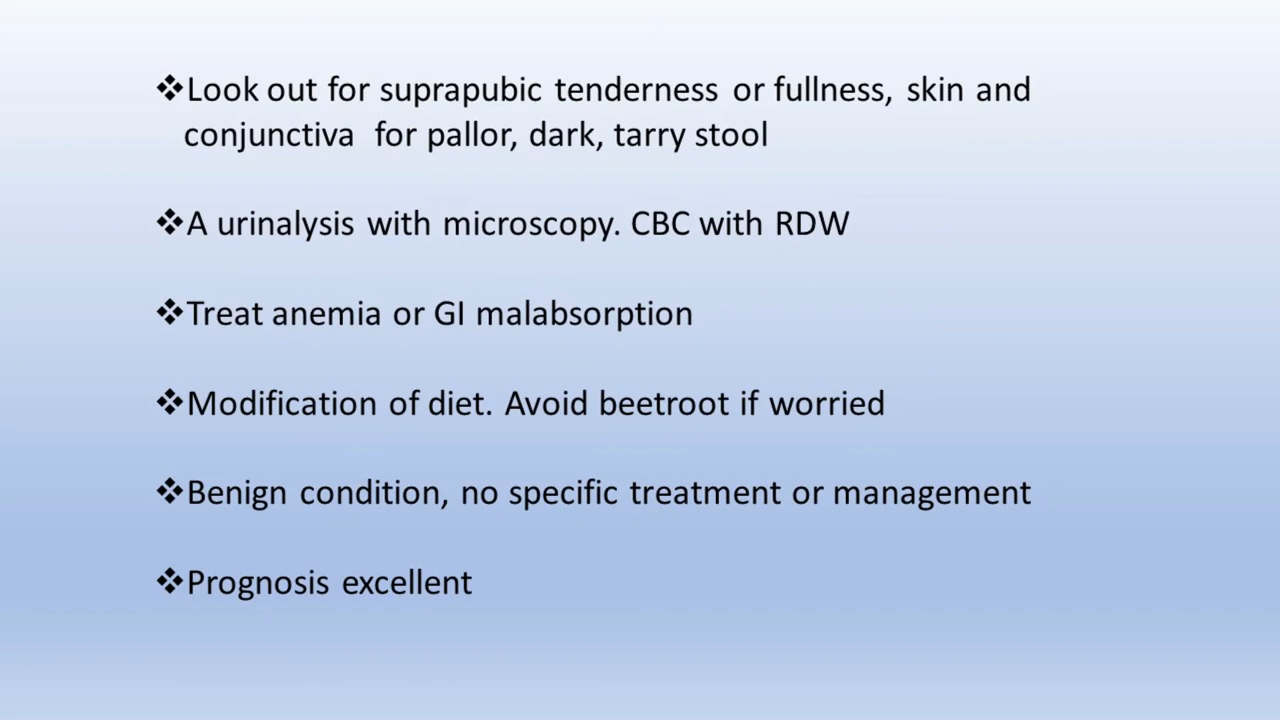 ❖Look out for suprapubic tenderness or fullness, skin and
conjunctiva for pallor, dark, tarry stool
❖A urinalysis with microscopy. CBC with RDW
❖Treat anemia or GI malabsorption
❖Modification of diet. Avoid beetroot if worried
❖Benign condition, no specific treatment or management
❖Prognosis excellent